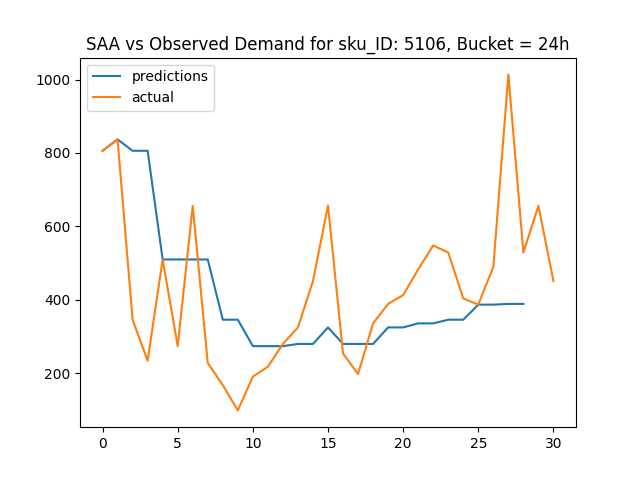 SAA vs Observed Demand for sku_ID: 5106, Bucket = 24h
predictions
actual
1000
800
600
400
200
0 5 10 15 20 25 30